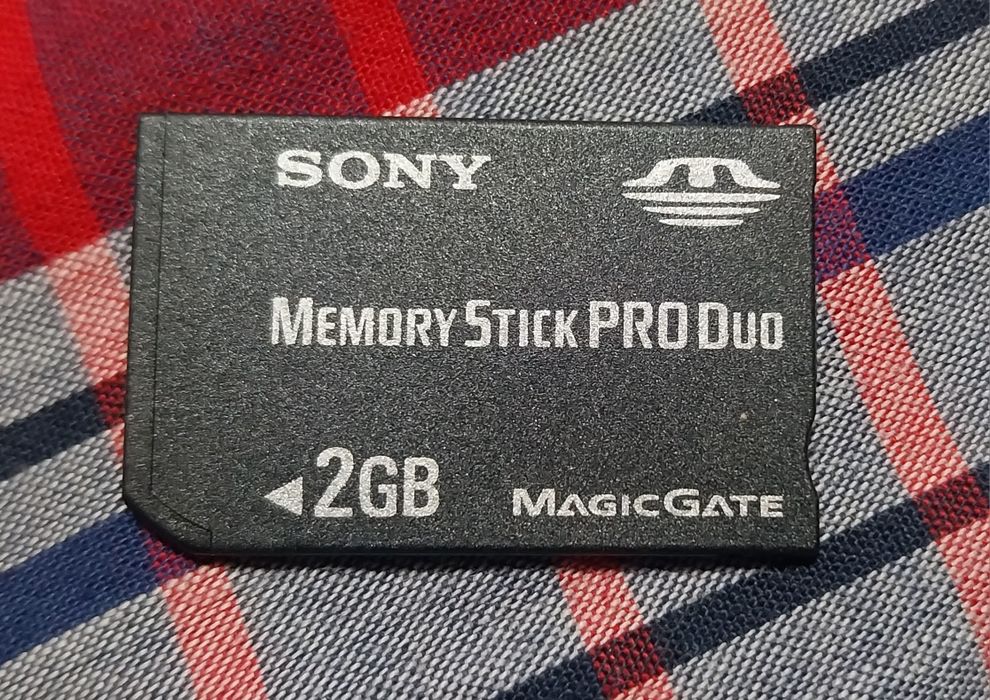 SONY
MEMORY STICK PRO DUO
2GB
MAGICGATE